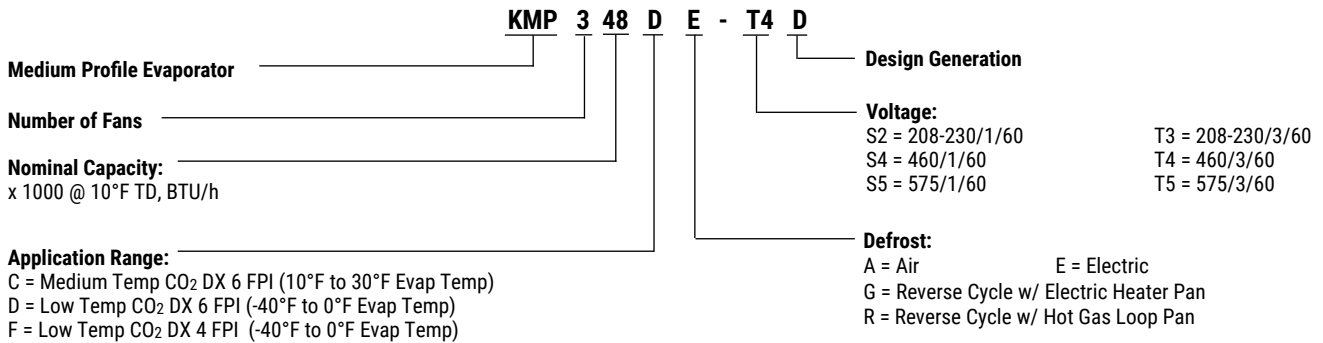 KMP 3 48 D E - T4 D
Medium Profile Evaporator
Number of Fans
Nominal Capacity:
x 1000 @ 10°F TD, BTU/h
Application Range:
C = Medium Temp CO2 DX 6 FPI (10°F to 30°F Evap Temp)
D = Low Temp CO2 DX 6 FPI (-40°F to 0°F Evap Temp)
F = Low Temp CO2 DX 4 FPI (-40°F to 0°F Evap Temp)
Design Generation
Voltage:
S2 = 208-230/1/60 T3 = 208-230/3/60
S4 = 460/1/60 T4 = 460/3/60
S5 = 575/1/60 T5 = 575/3/60
Defrost:
A = Air E = Electric
G = Reverse Cycle w/ Electric Heater Pan
R = Reverse Cycle w/ Hot Gas Loop Pan